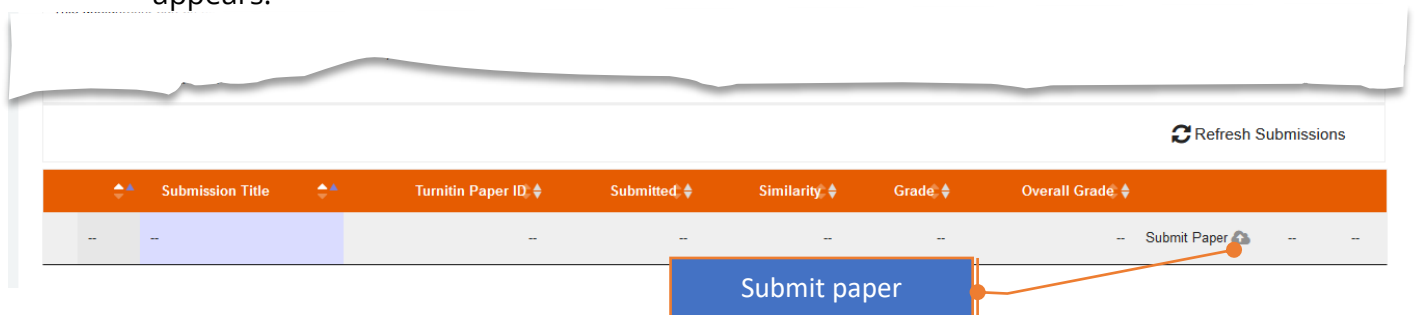 appears.
Refresh Submissions
Submission Title Turnitin Paper ID Submitted Similarity Grade Overall Grade
-- -- -- -- -- -- -- Submit Paper -- --
Submit paper